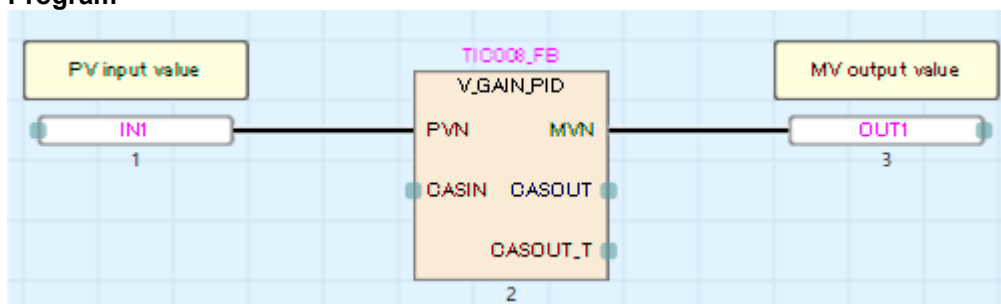 Program
PV input value
TIC008_FB
V_GAIN_PID
MV output value
IN1
PVN
MVN
OUT1
1
3
CASIN
CASOUT
CASOUT_T
2